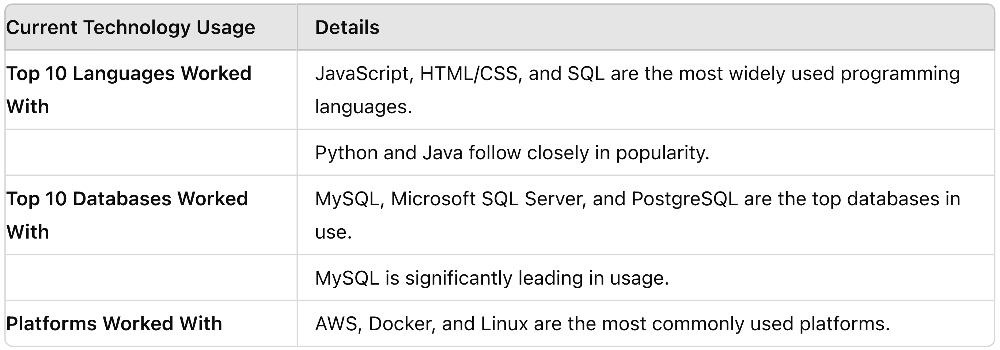 Current Technology Usage
Details
Top 10 Languages Worked
With
JavaScript, HTML/CSS, and SQL are the most widely used programming
languages.
Python and Java follow closely in popularity.
Top 10 Databases Worked
With
MySQL, Microsoft SQL Server, and PostgreSQL are the top databases in
use.
MySQL is significantly leading in usage.
Platforms Worked With
AWS, Docker, and Linux are the most commonly used platforms.